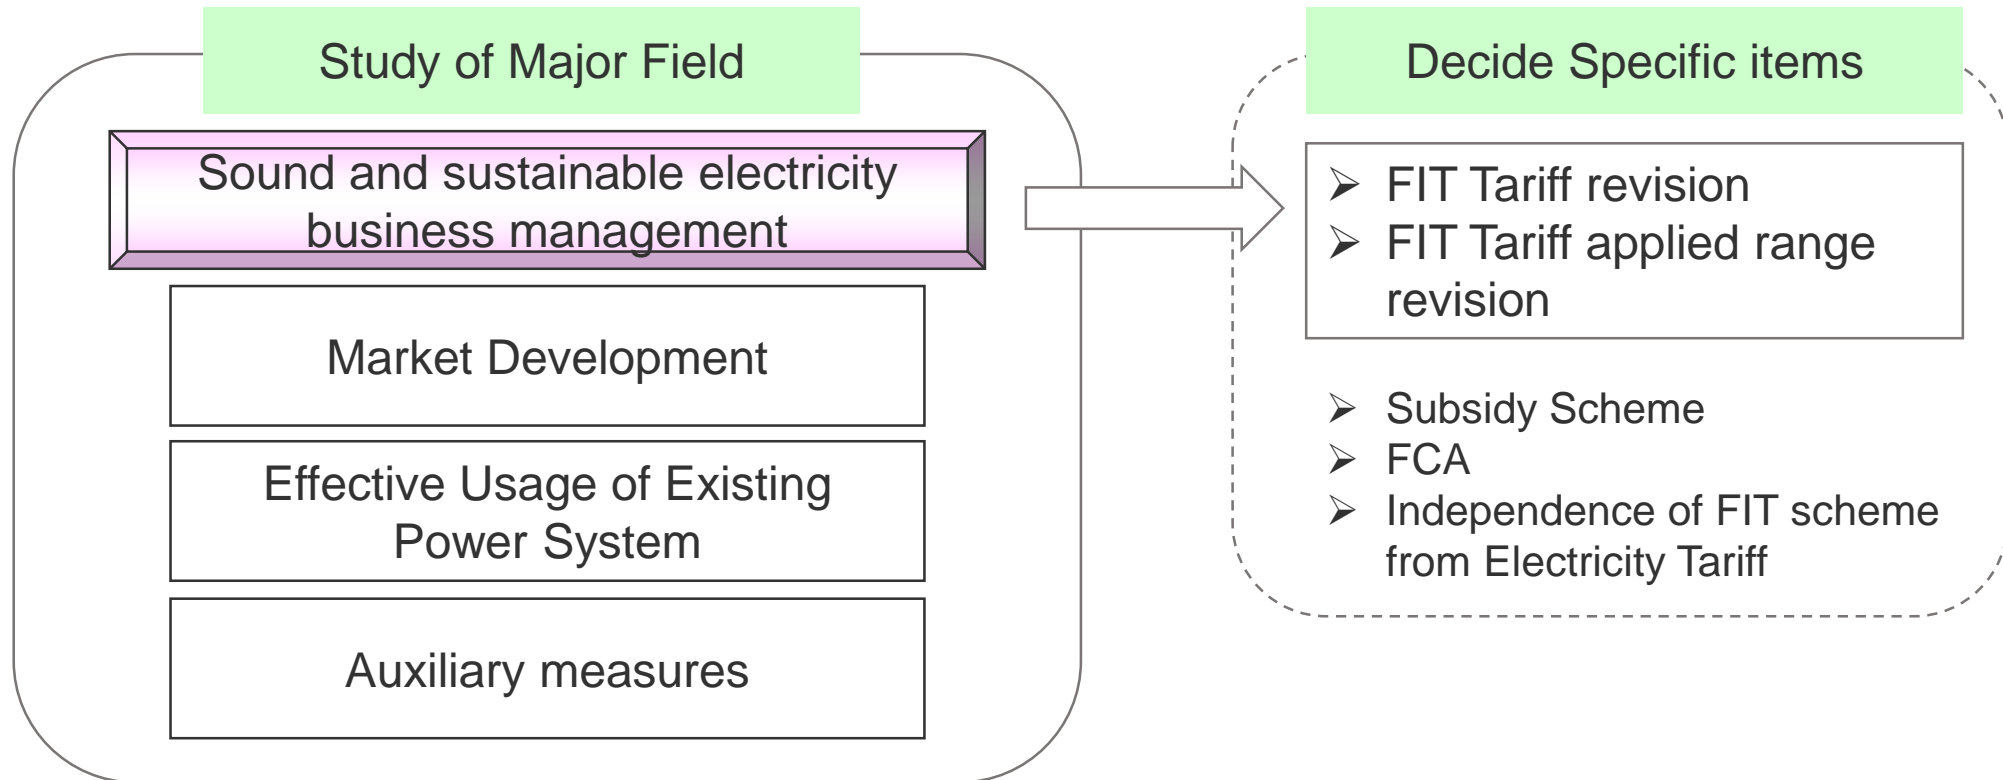 Study of Major Field
Sound and sustainable electricity
business management
Market Development
Effective Usage of Existing
Power System
Auxiliary measures
Decide Specific items
➢ FIT Tariff revision
➢ FIT Tariff applied range
revision
➢ Subsidy Scheme
➢ FCA
➢ Independence of FIT scheme
from Electricity Tariff